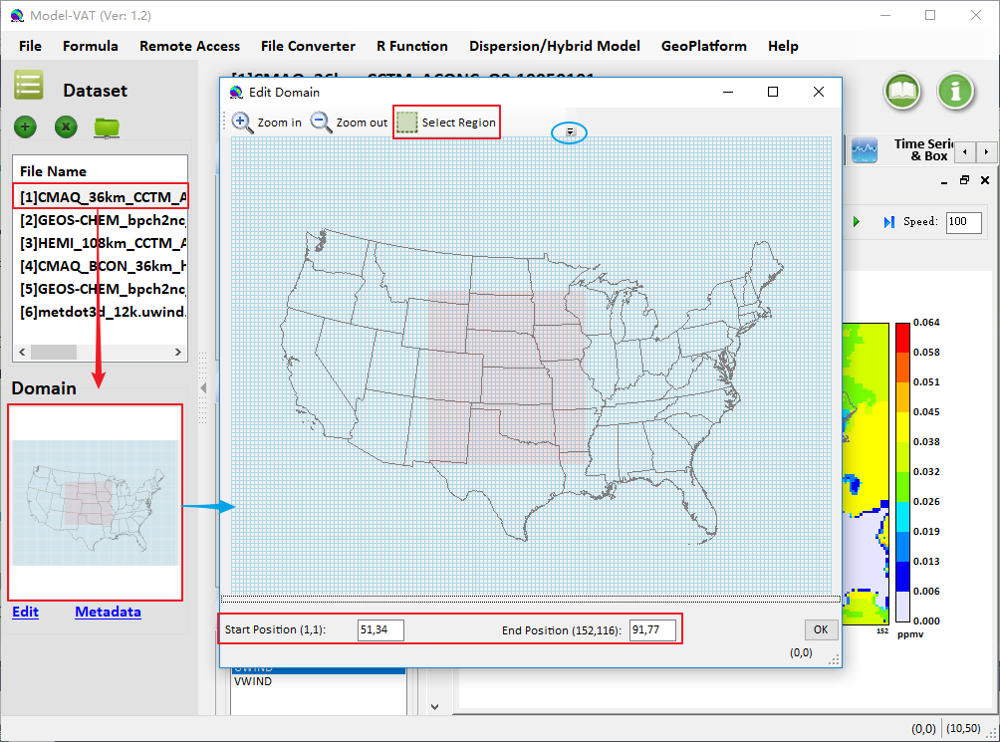 Model-VAT (Ver: 1.2)
File Formula Remote Access File Converter R Function Dispersion/Hybrid Model GeoPlatform Help
Dataset
File Name
[1]CMAQ_36km_CCTM_A
[2]GEOS-CHEM_bpch2nc
[3]HEMI_108km_CCTM_A
[4]CMAQ_BCON_36km_h
[5]GEOS-CHEM_bpch2nc
[6]metdot3d_12k.uwind.
Domain
Edit Metadata
[1]CMAQ_36km_CCTM_ACONC_O3
Edit Domain
Zoom in Zoom out Select Region
Start Position (1,1): 51,34 End Position (152,116): 91,77
OK
(0,0)
UWIND
VWIND
Time Seri
& Box
Speed: 100
0.064
0.058
0.051
0.045
0.038
0.032
0.026
0.019
0.013
0.006
0.000
152
ppmv
(0,0) (10,50)